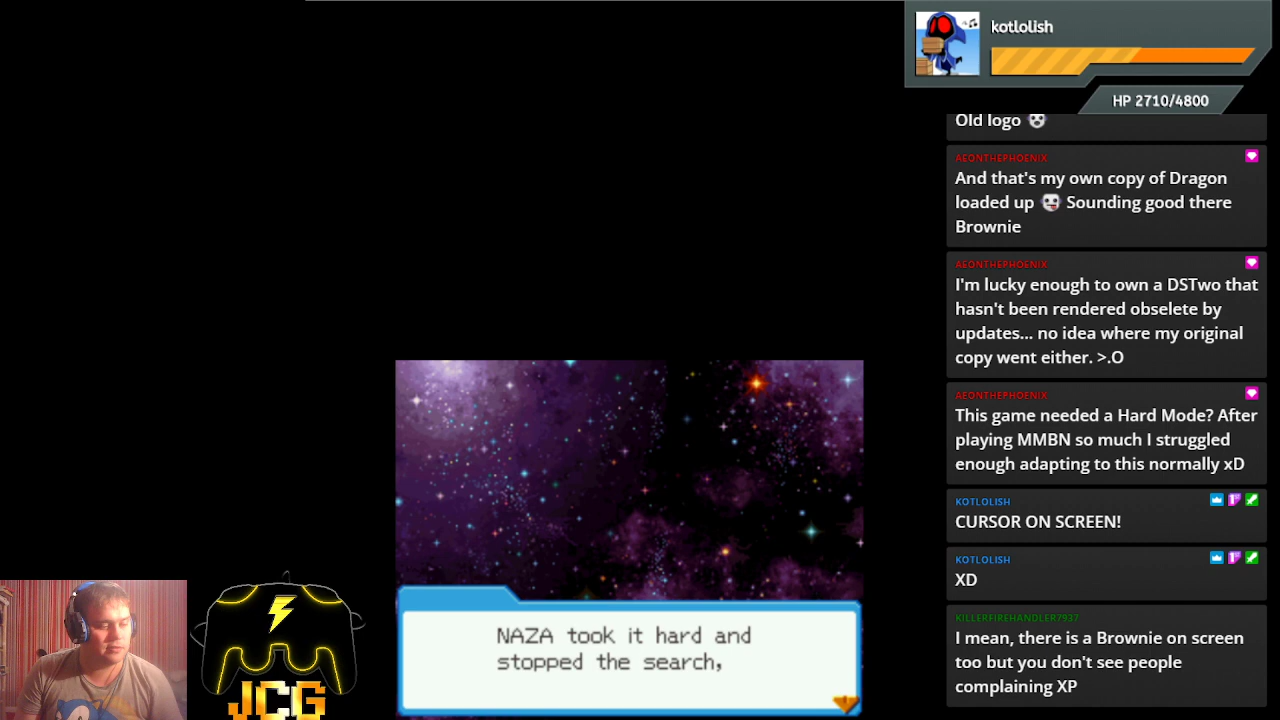 kotlolish
HP 2710/4800
Old logo
AEONTHEPHOENIX
And that's my own copy of Dragon
loaded up Sounding good there
Brownie
AEONTHEPHOENIX
I'm lucky enough to own a DSTwo that
hasn't been rendered obselete by
updates... no idea where my original
copy went either. >.O
AEONTHEPHOENIX
This game needed a Hard Mode? After
playing MMBN so much I struggled
enough adapting to this normally xD
KOTLOLISH
CURSOR ON SCREEN!
KOTLOLISH
XD
KILLERFIREHANDLER7937
I mean, there is a Brownie on screen
too but you don't see people
complaining XP
NAZA took it hard and
stopped the search,
JCG